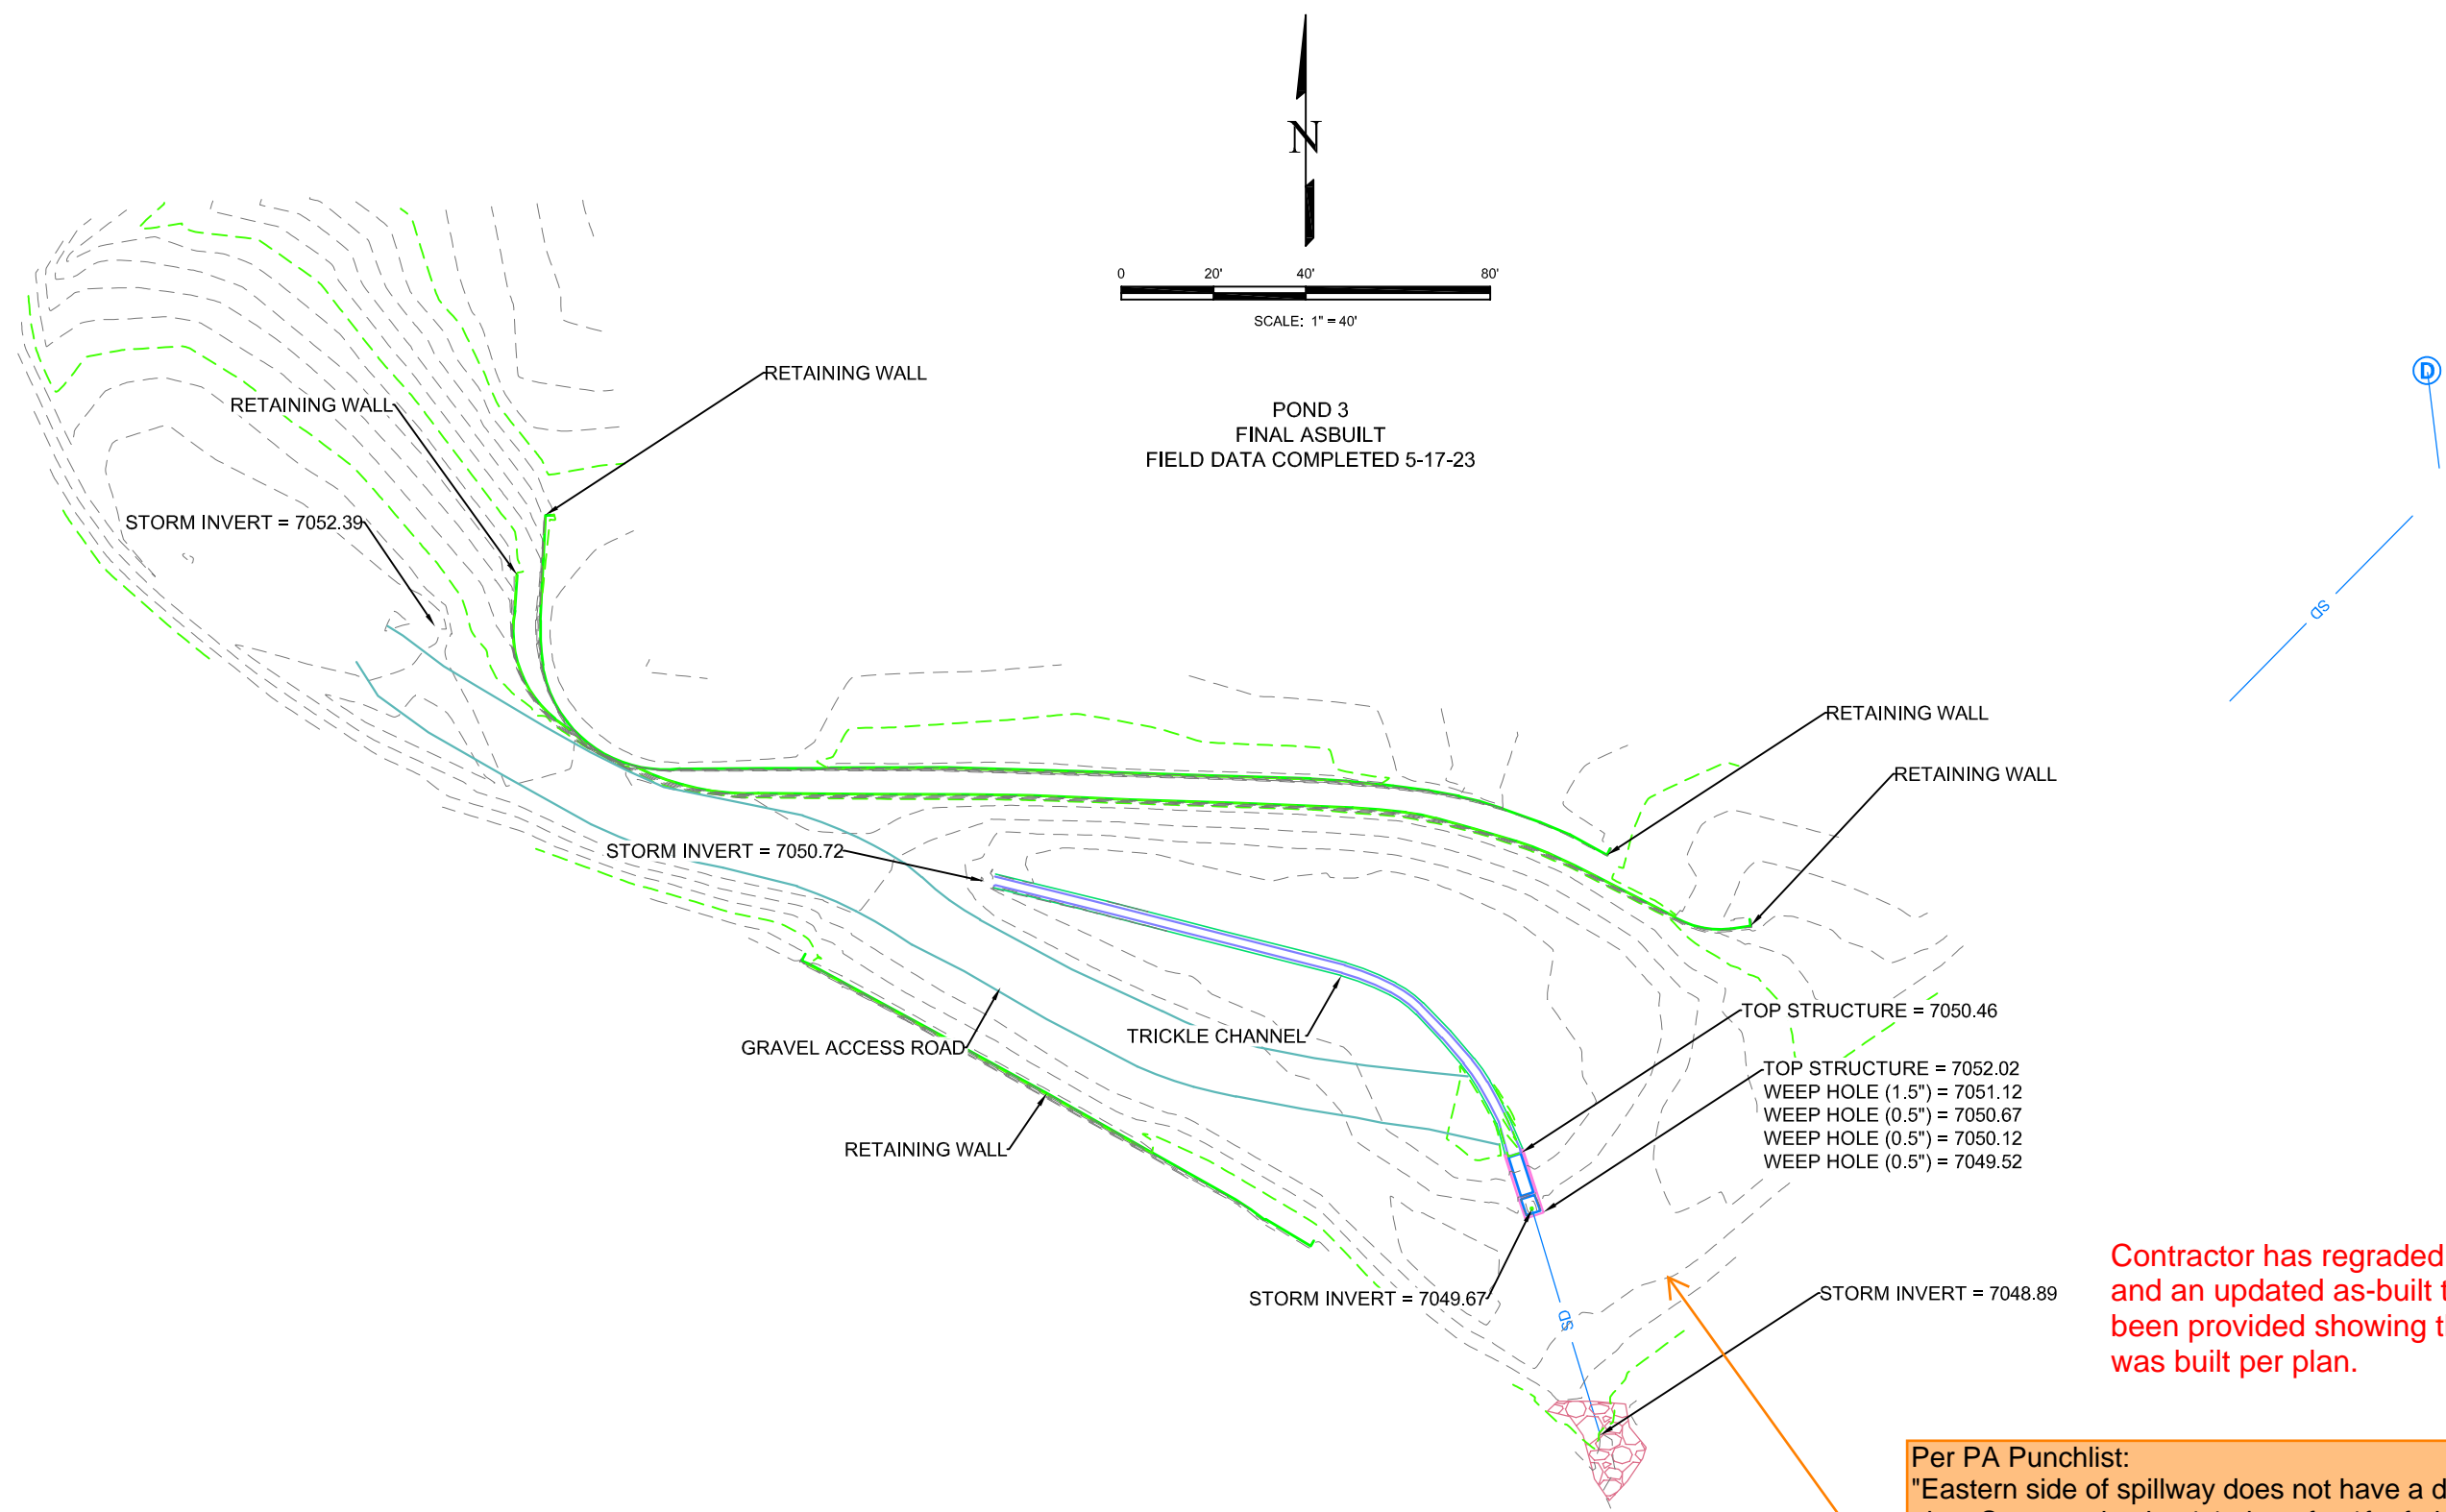 N
0 20' 40' 80'
SCALE: 1" = 40'
POND 3
FINAL ASBUILT
FIELD DATA COMPLETED 5-17-23
D
RETAINING WALL
RETAINING WALL
STORM INVERT = 7052.39
SD
RETAINING WALL
RETAINING WALL
STORM INVERT = 7050.72
TOP STRUCTURE = 7050.46
TRICKLE CHANNEL
GRAVEL ACCESS ROAD
TOP STRUCTURE = 7052.02
WEEP HOLE (1.5") = 7051.12
WEEP HOLE (0.5") = 7050.67
WEEP HOLE (0.5") = 7050.12
WEEP HOLE (0.5") = 7049.52
RETAINING WALL
STORM INVERT = 7049.67
SD
STORM INVERT = 7048.89
Contractor has regraded
and an updated as-built
been provided showing
was built per plan.
Per PA Punchlist:
"Eastern side of spillway does not have a